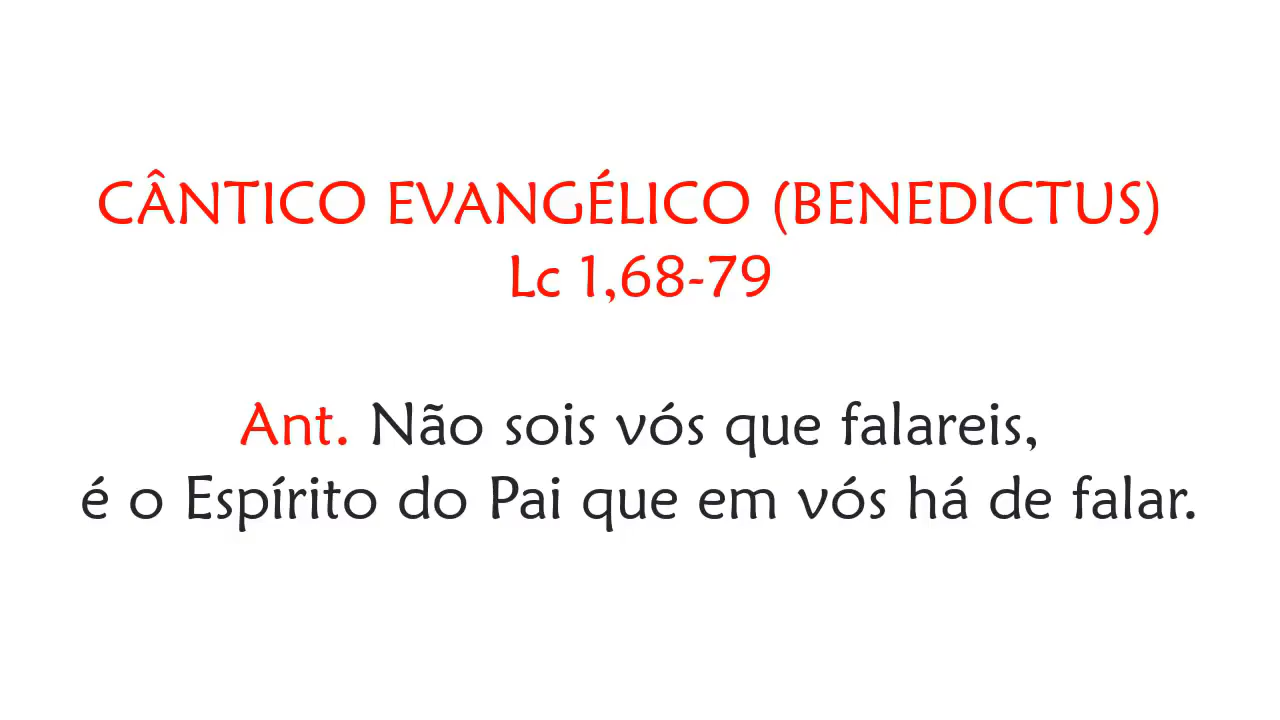 CÂNTICO EVANGÉLICO (BENEDICTUS)
Lc 1,68-79
Ant. Não sois vós que falareis,
é o Espírito do Pai que em vós há de falar.